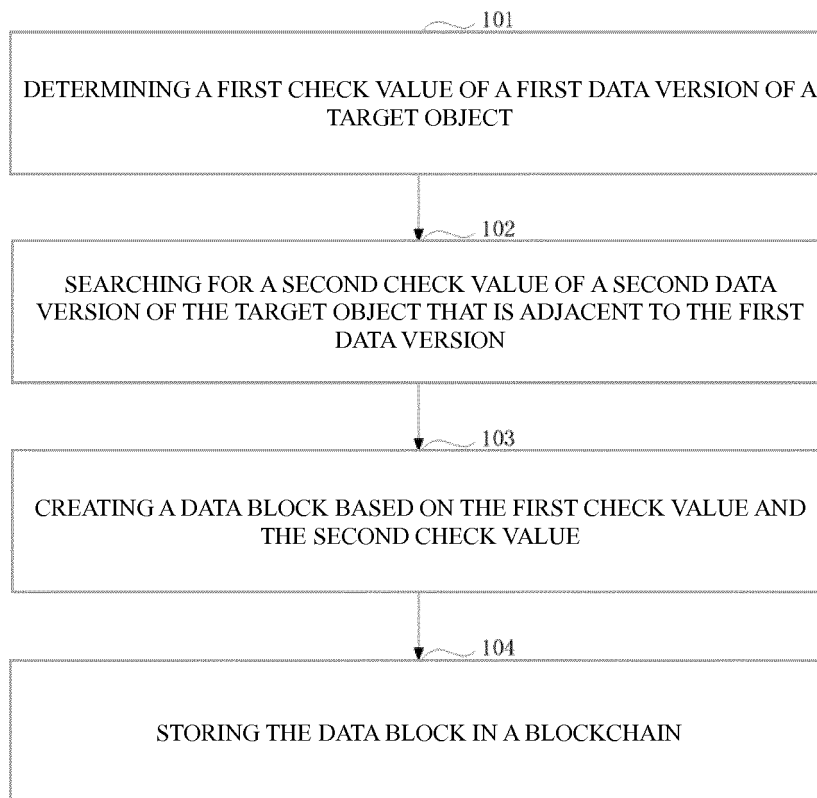 101
DETERMINING A FIRST CHECK VALUE OF A FIRST DATA VERSION OF A
TARGET OBJECT
102
SEARCHING FOR A SECOND CHECK VALUE OF A SECOND DATA
VERSION OF THE TARGET OBJECT THAT IS ADJACENT TO THE FIRST
DATA VERSION
103
CREATING A DATA BLOCK BASED ON THE FIRST CHECK VALUE AND
THE SECOND CHECK VALUE
104
STORING THE DATA BLOCK IN A BLOCKCHAIN